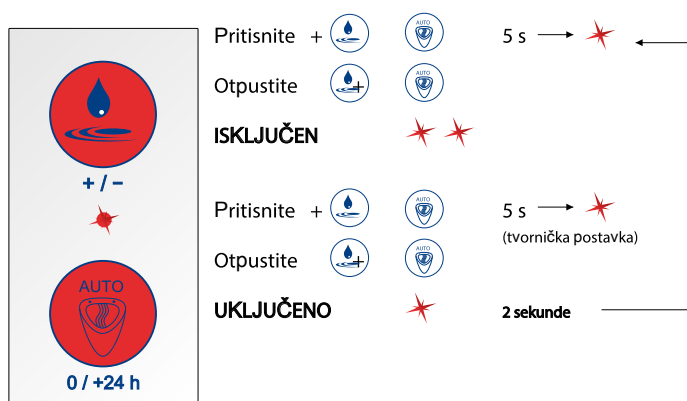 Pritisnite + AUTO 5 s
Otpustite + AUTO
ISKLJUČEN
+ / –
Pritisnite + AUTO 5 s
(tvornička postavka)
Otpustite + AUTO
AUTO
UKLJUČENO 2 sekunde
0 / +24 h